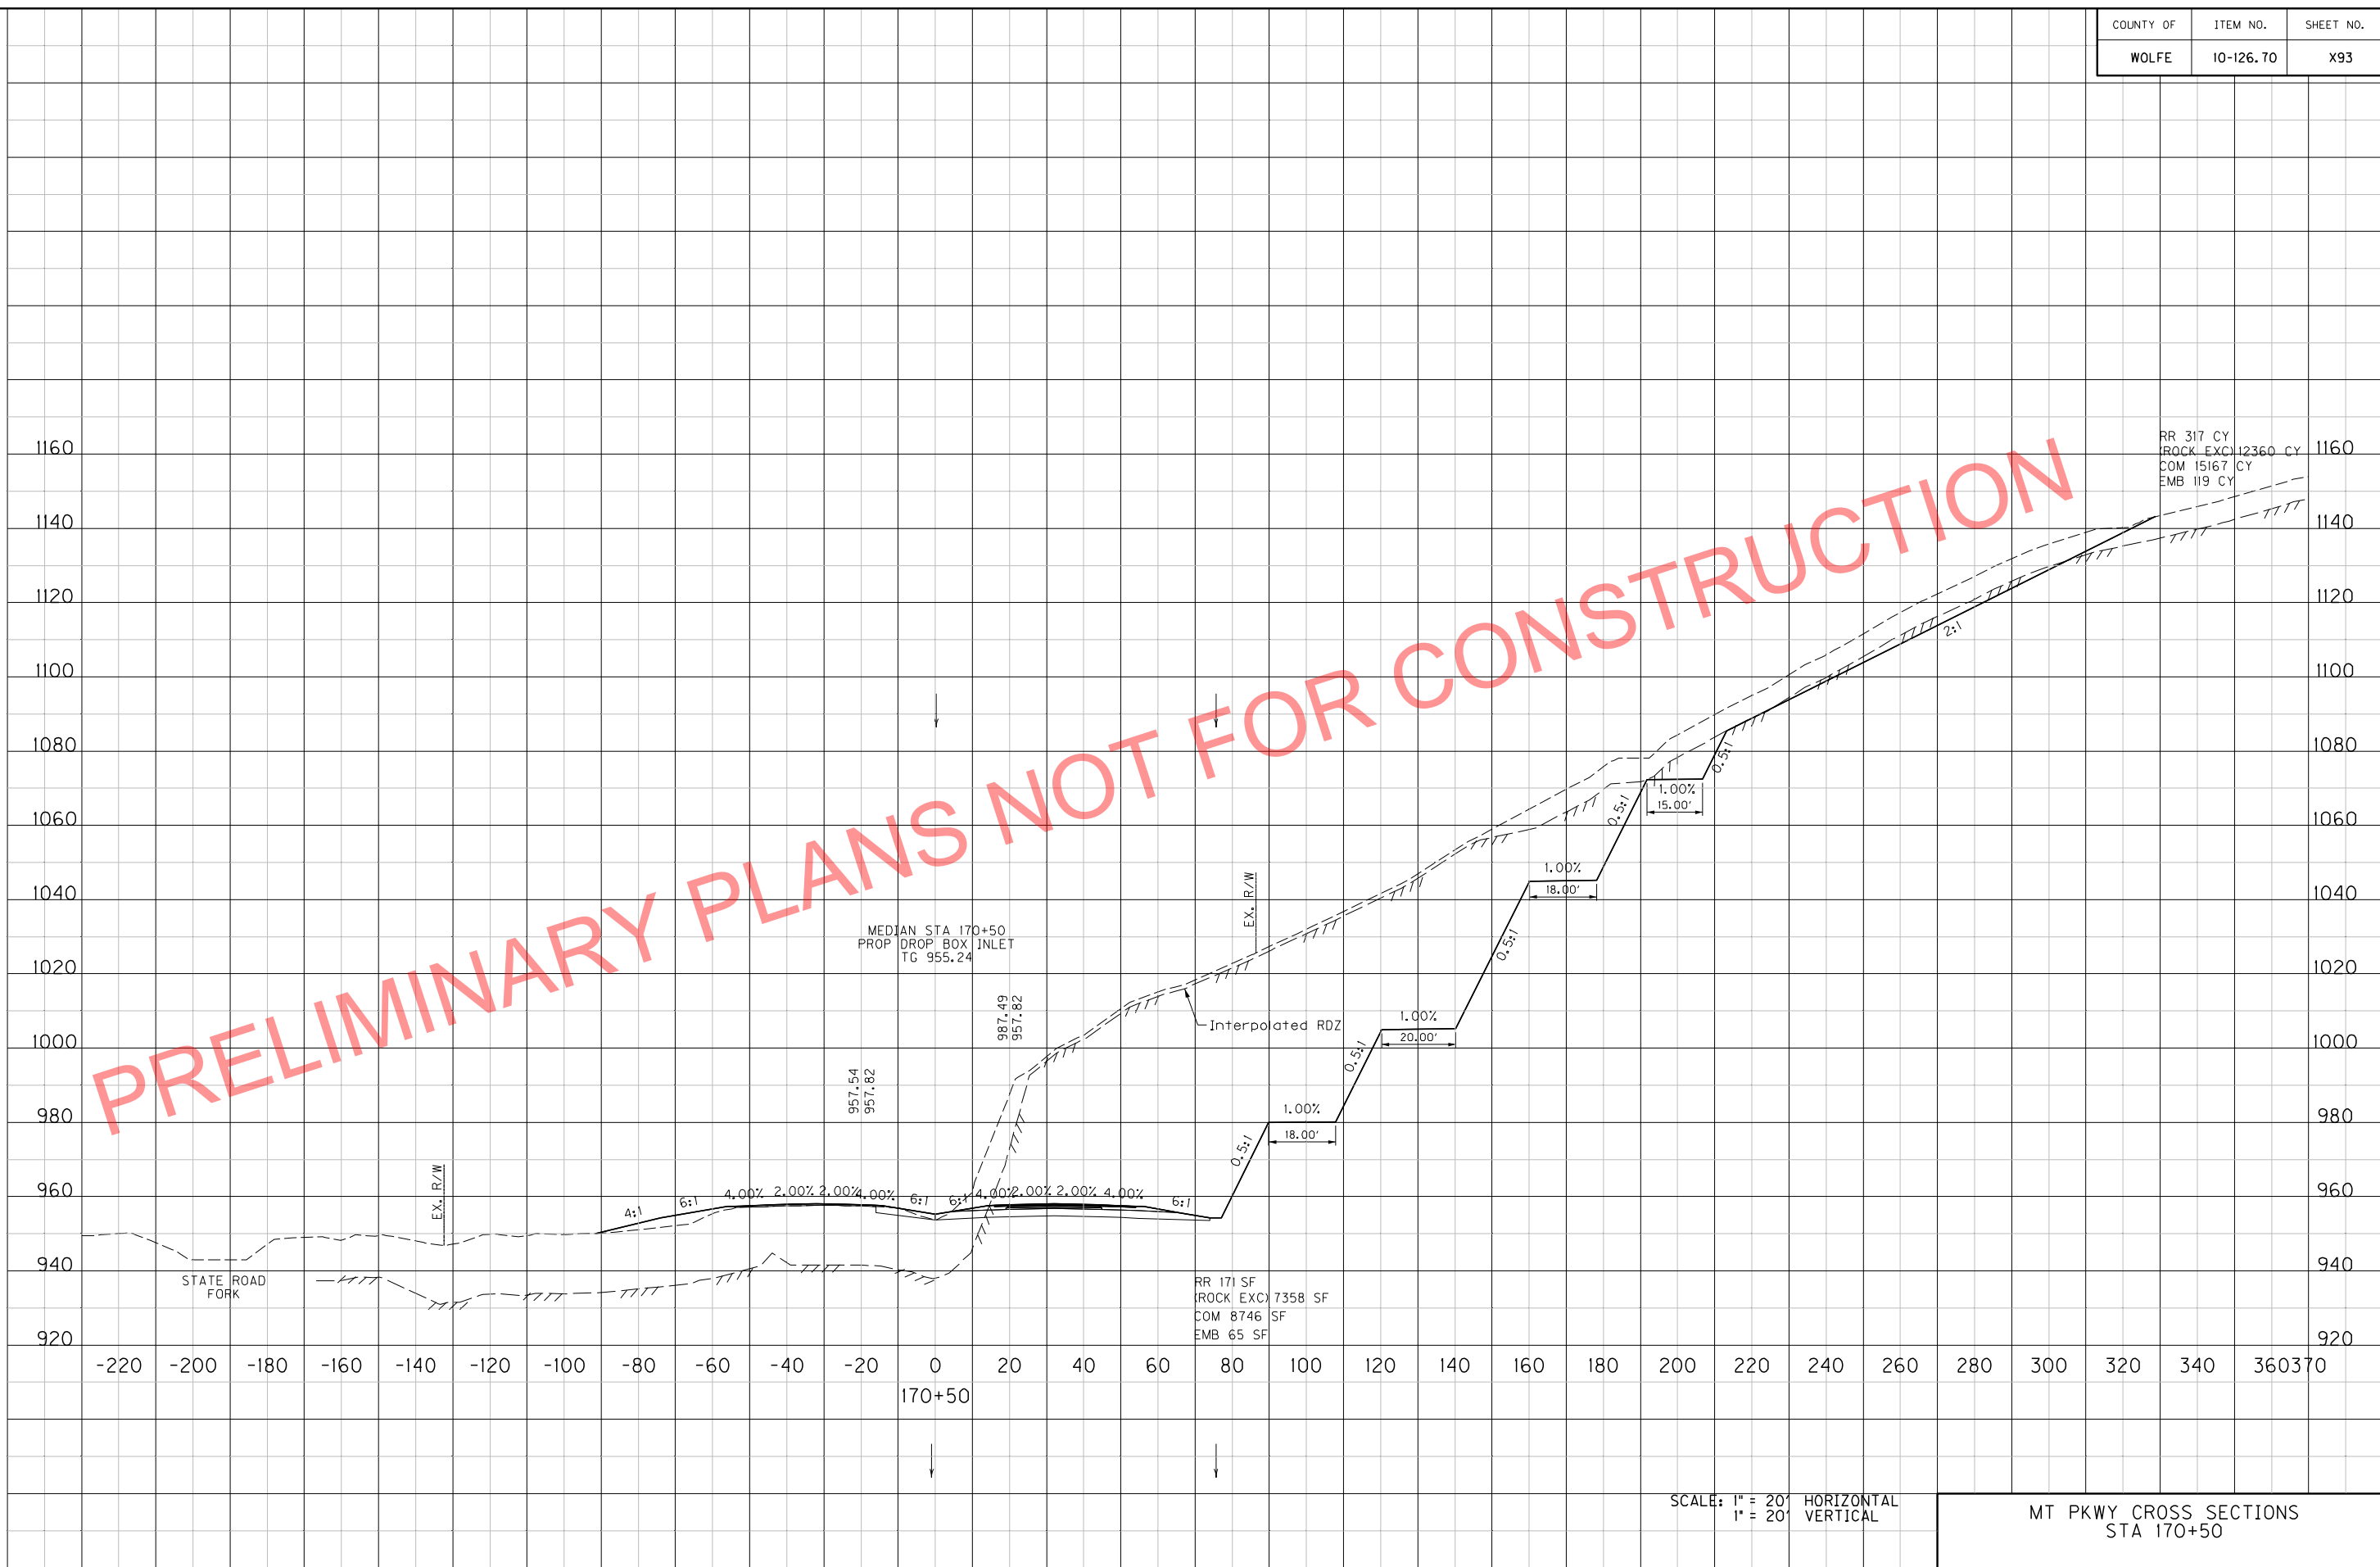 COUNTY OF ITEM NO. SHEET NO.
WOLFE 10-126.70 X93
RR 317 CY
(ROCK EXC) 12360 CY
COM 15167 CY
EMB 119 CY
1160 1160
1140 1140
1120 1120
2:1
1100 1100
1080 1080
0.5:1
1.00%
15.00'
0.5:1
1060 1060
1.00%
18.00'
1040 1040
EX. R/W
MEDIAN STA 170+50
PROP DROP BOX INLET
TG 955.24
0.5:1
1020 1020
987.49
957.82
Interpolated RDZ
1.00%
20.00'
1000 1000
0.5:1
957.54
957.82
1.00%
18.00'
980 980
0.5:1
EX. R/W
960 960
4:1 6:1 4.00% 2.00% 2.00% 4.00% 6:1 6:1 4.00% 2.00% 2.00% 4.00% 6:1
940 940
STATE ROAD
FORK
RR 171 SF
(ROCK EXC) 7358 SF
COM 8746 SF
EMB 65 SF
920 920
-220 -200 -180 -160 -140 -120 -100 -80 -60 -40 -20 0 20 40 60 80 100 120 140 160 180 200 220 240 260 280 300 320 340 360 370
170+50
PRELIMINARY PLANS NOT FOR CONSTRUCTION
SCALE: 1" = 20' HORIZONTAL
1" = 20' VERTICAL
MT PKWY CROSS SECTIONS
STA 170+50